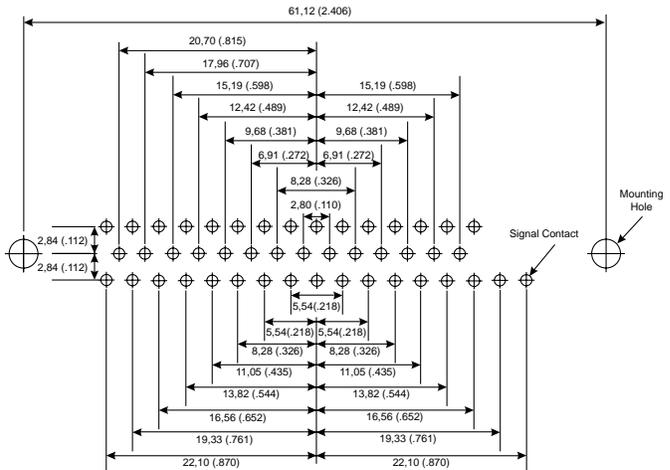 61,12 (2.406)
20,70 (.815)
17,96 (.707)
15,19 (.598) 15,19 (.598)
12,42 (.489) 12,42 (.489)
9,68 (.381) 9,68 (.381)
6,91 (.272) 6,91 (.272)
8,28 (.326)
2,80 (.110)
Mounting
Hole
Signal Contact
2,84 (.112)
2,84 (.112)
5,54(.218)
5,54(.218) 5,54(.218)
8,28 (.326) 8,28 (.326)
11,05 (.435) 11,05 (.435)
13,82 (.544) 13,82 (.544)
16,56 (.652) 16,56 (.652)
19,33 (.761) 19,33 (.761)
22,10 (.870) 22,10 (.870)